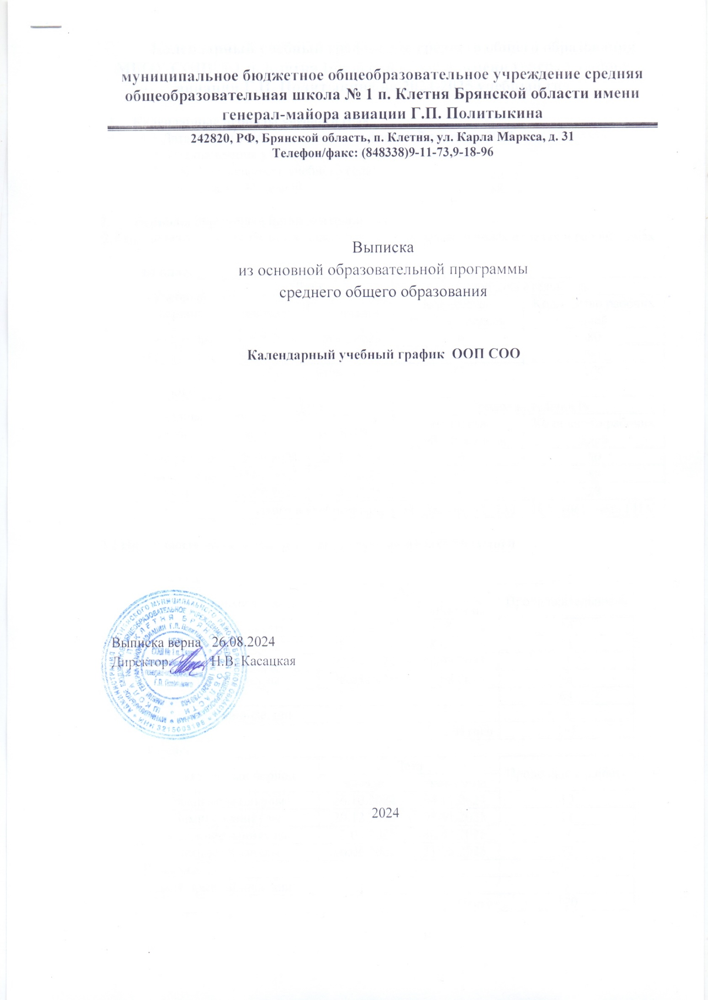 муниципальное бюджетное общеобразовательное учреждение средняя
общеобразовательная школа № 1 п. Клетня Брянской области имени
генерал-майора авиации Г.П. Политыкина
242820, РФ, Брянской область, п. Клетня, ул. Карла Маркса, д. 31
Телефон/факс: (848338)9-11-73,9-18-96
Выписка
из основной образовательной программы
среднего общего образования
Календарный учебный график ООП СОО
Выписка верна 26.08.2024
Директор Н.В. Касацкая
ИНН 3215003198
2024